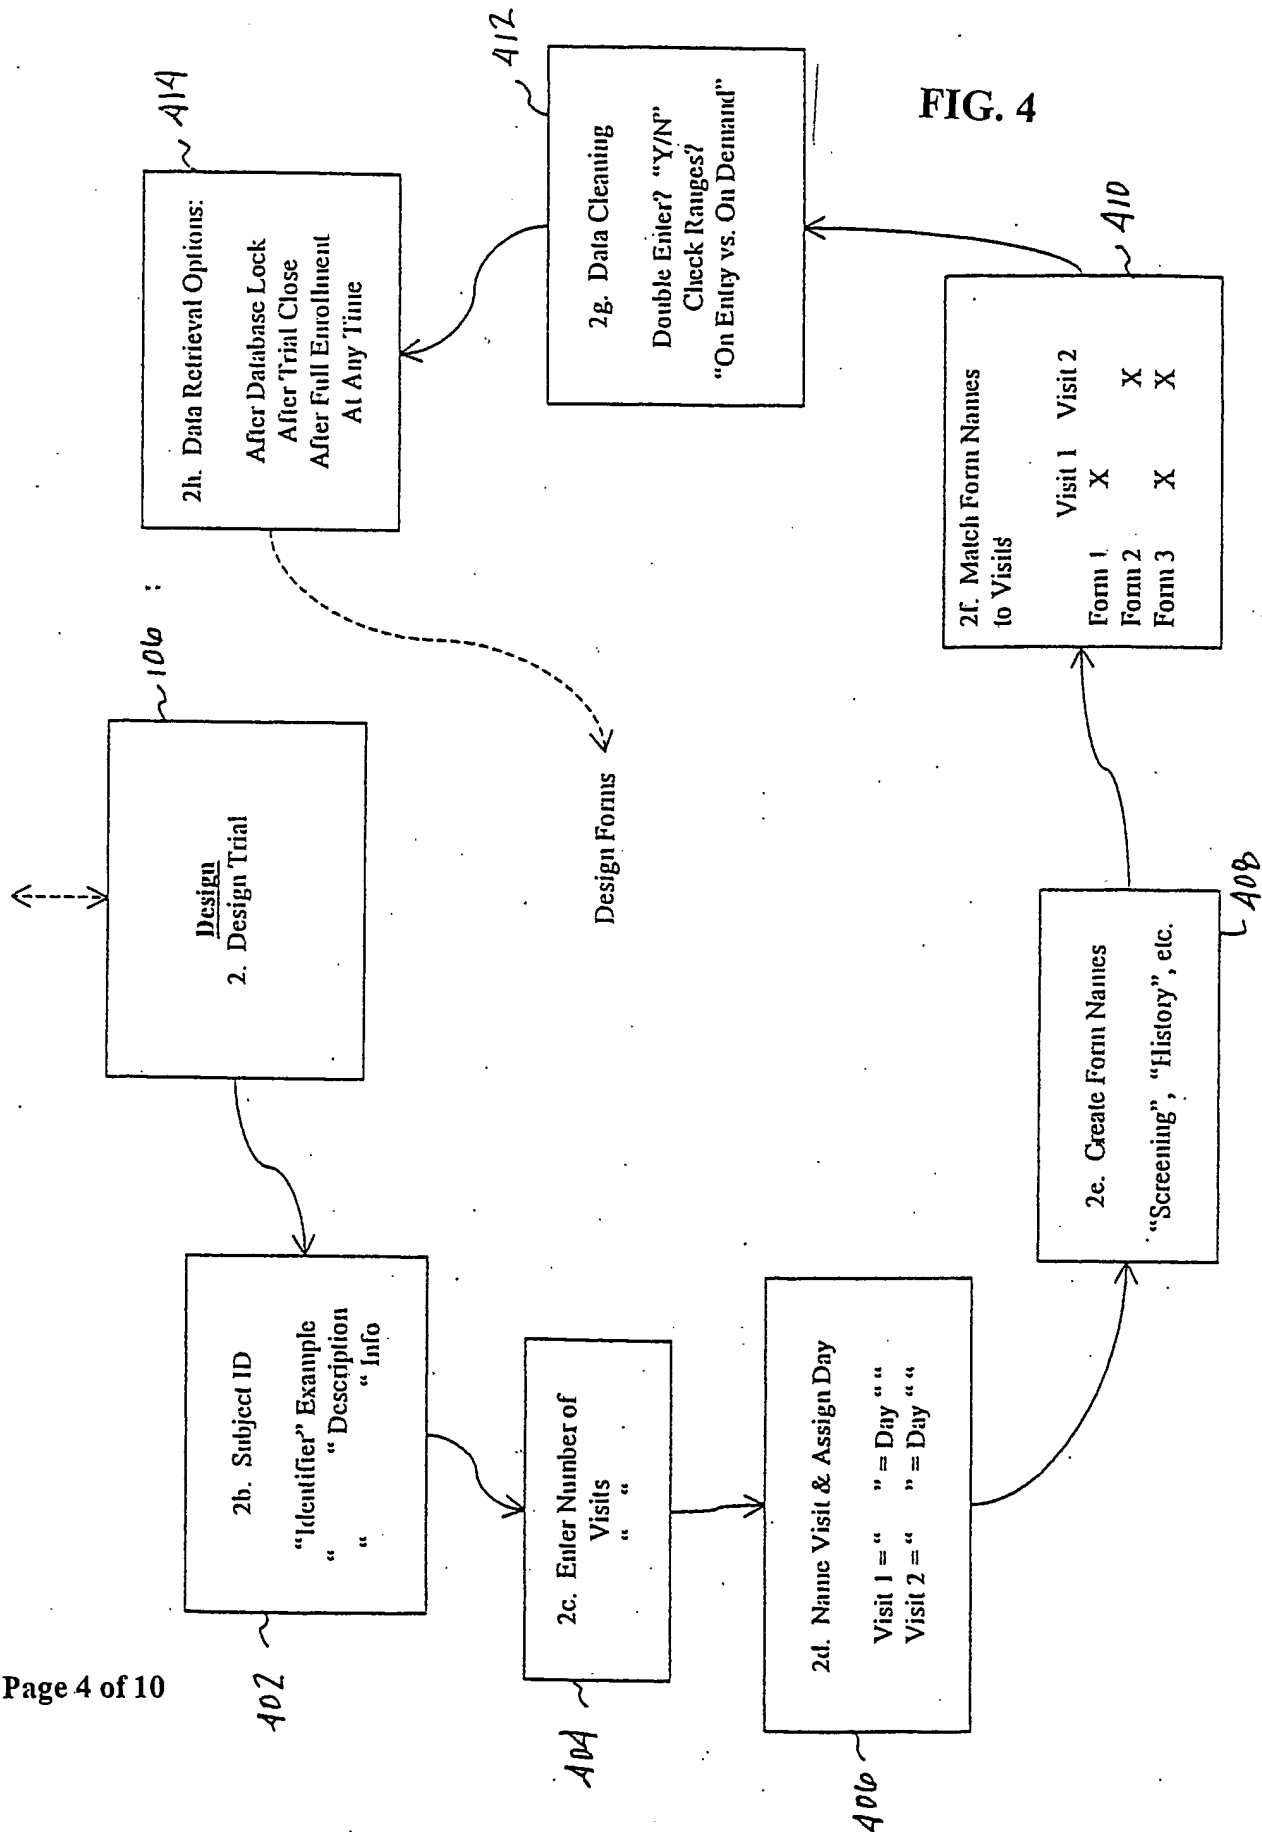 Page 4 of 10
FIG. 4
106
Design
2. Design Trial
402
2b. Subject ID
“Identifier” Example
“ “ Description
“ “ Info
404
2c. Enter Number of
Visits
“ “
406
2d. Name Visit & Assign Day
Visit 1 = “ ” = Day “ “
Visit 2 = “ ” = Day “ “
408
2e. Create Form Names
“Screening”, “History”, etc.
410
2f. Match Form Names
to Visits
Visit 1 Visit 2
Form 1 X
Form 2 X
Form 3 X X
412
2g. Data Cleaning
Double Enter? “Y/N”
Check Ranges?
“On Entry vs. On Demand”
414
2h. Data Retrieval Options:
After Database Lock
After Trial Close
After Full Enrollment
At Any Time
Design Forms